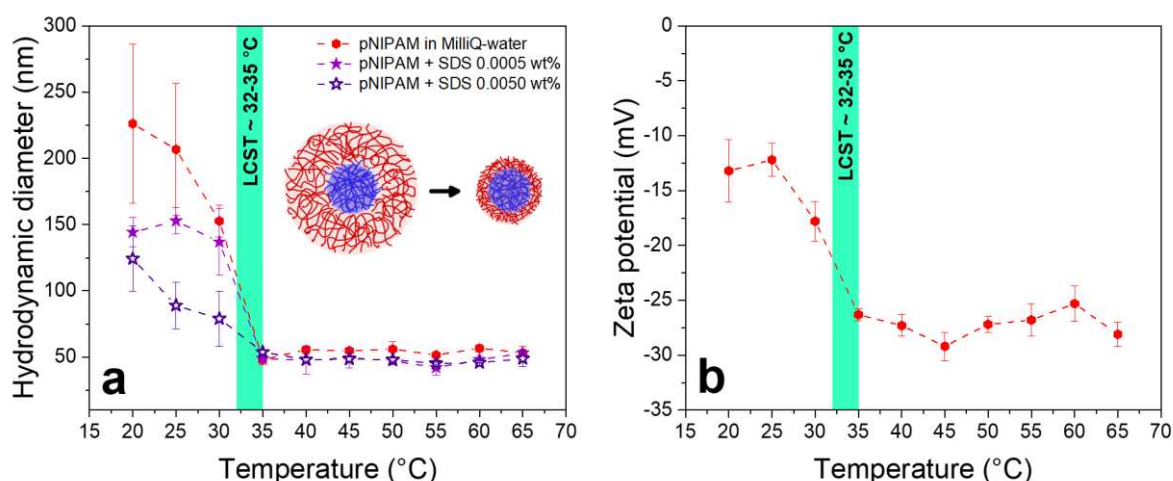 Hydrodynamic diameter (nm)
300
250
200
150
100
50
LCST ~ 32-35 °C
pNIPAM in MilliQ-water
pNIPAM + SDS 0.0005 wt%
pNIPAM + SDS 0.0050 wt%
a
15 20 25 30 35 40 45 50 55 60 65 70
Temperature (°C)
Zeta potential (mV)
0
-5
-10
-15
-20
-25
-30
-35
LCST ~ 32-35 °C
b
15 20 25 30 35 40 45 50 55 60 65 70
Temperature (°C)